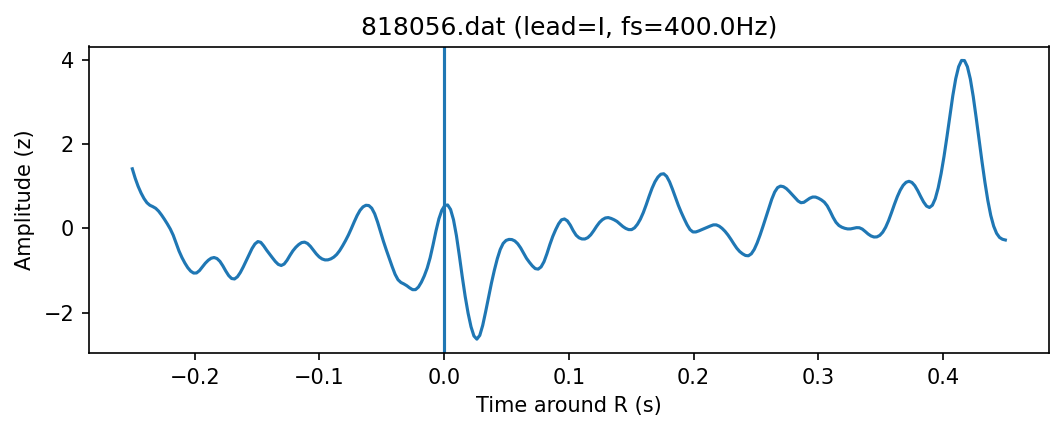 818056.dat (lead=I, fs=400.0Hz)
Amplitude (z)
4
2
0
−2
−0.2 −0.1 0.0 0.1 0.2 0.3 0.4
Time around R (s)